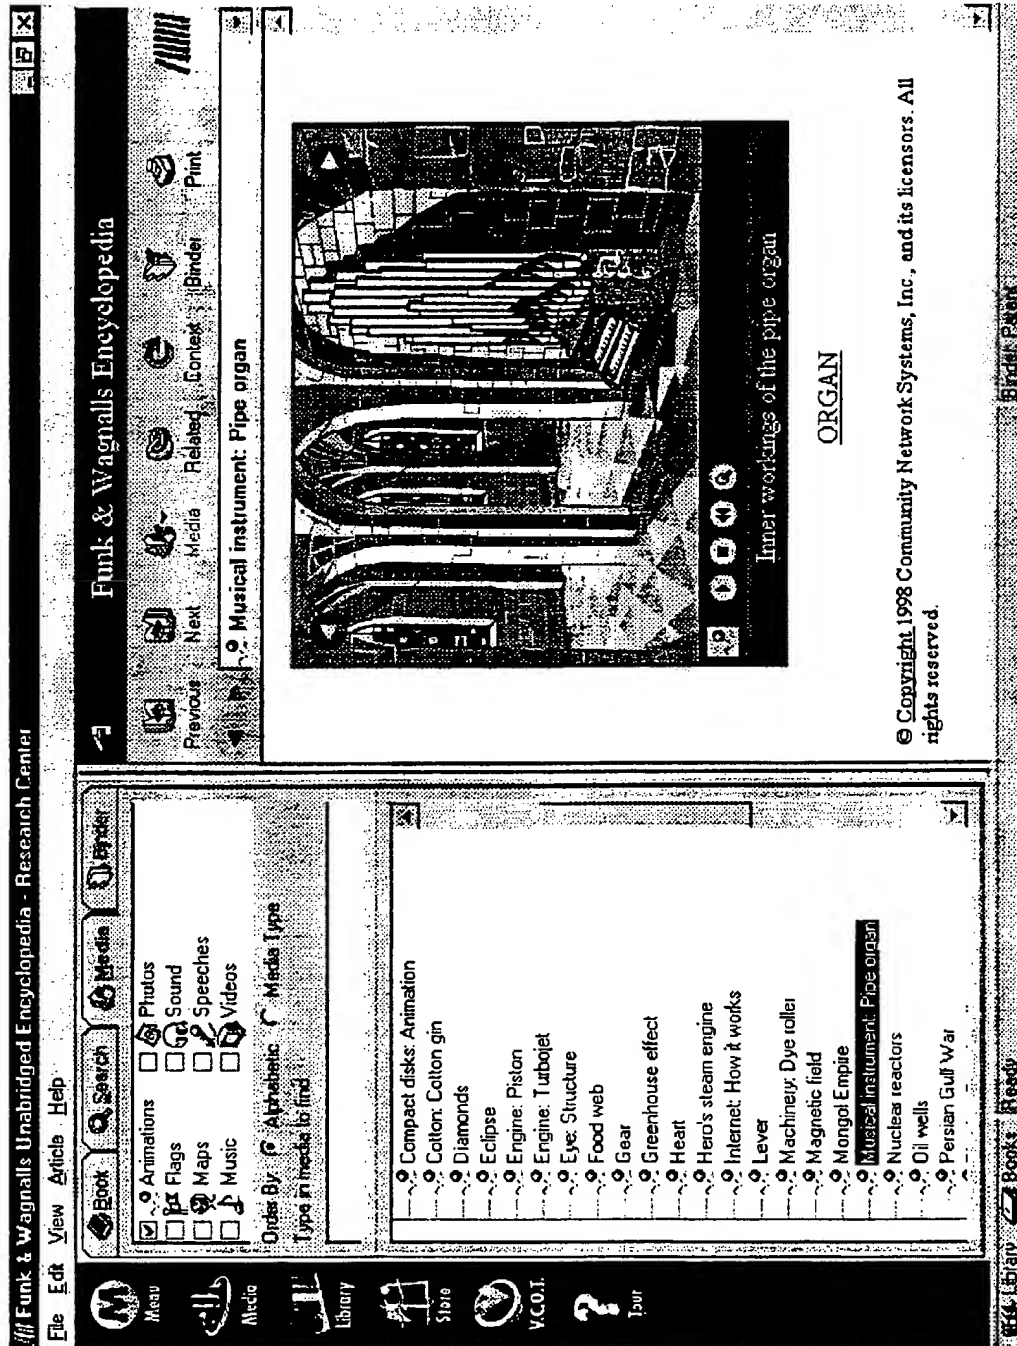 Funk & Wagnalls Unabridged Encyclopedia - Research Center
File Edit View Article Help
Menu
Media
Library
Store
V.C.O.T.
Tour
Book Search Media Binder
Animations Photos
Flags Sound
Maps Speeches
Music Videos
Order By: Alphabetic Media Type
Type in media to find
Compact disks: Animation
Cotton: Cotton gin
Diamonds
Eclipse
Engine: Piston
Engine: Turbojet
Eye: Structure
Food web
Gear
Greenhouse effect
Heart
Hero's steam engine
Internet: How it works
Lever
Machinery: Dye roller
Magnetic field
Mongol Empire
Musical instrument: Pipe organ
Nuclear reactors
Oil wells
Persian Gulf War
Funk & Wagnalls Encyclopedia
Previous Next Media Related Context Binder Print
Musical instrument: Pipe organ
Inner workings of the pipe organ
ORGAN
© Copyright 1998 Community Network Systems, Inc, and its licensors. All
rights reserved.
Library Books Ready